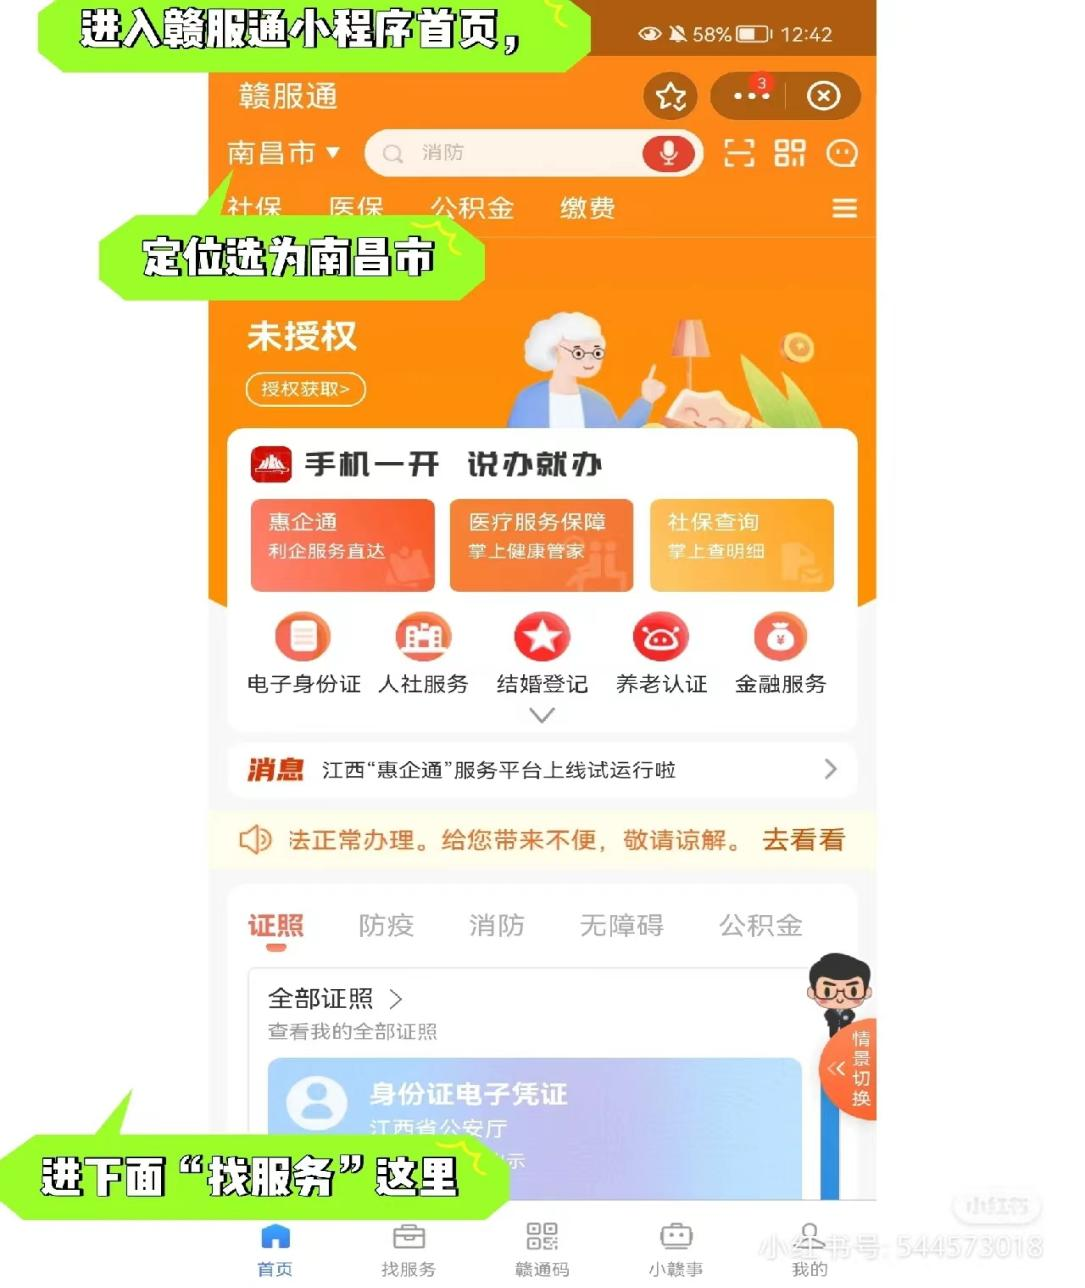 进入赣服通小程序首页,
58% 12:42
赣服通
3
南昌市
消防
社保 医保 公积金 缴费
定位选为南昌市
未授权
授权获取>
手机一开 说办就办
惠企通 医疗服务保障 社保查询
利企服务直达 掌上健康管家 掌上查明细
电子身份证 人社服务 结婚登记 养老认证 金融服务
消息 江西“惠企通”服务平台上线试运行啦
法正常办理。给您带来不便，敬请谅解。 去看看
证照 防疫 消防 无障碍 公积金
全部证照 >
查看我的全部证照
情景切换
身份证电子凭证
江西省公安厅
示
进下面“找服务”这里
首页 找服务 赣通码 小赣事 我的
小红书
小红书号: 544573018